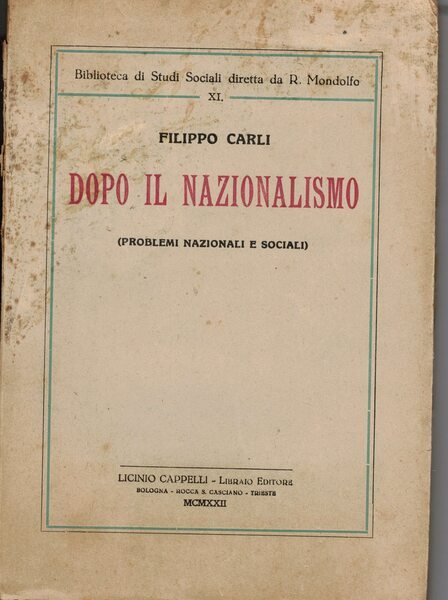 Biblioteca di Studi Sociali diretta da R. Mondolfo
XI.
FILIPPO CARLI
DOPO IL NAZIONALISMO
(PROBLEMI NAZIONALI E SOCIALI)
LICINIO CAPPELLI - LIBRAIO EDITORE
BOLOGNA - ROCCA S. CASCIANO - TRIESTE
MCMXXII